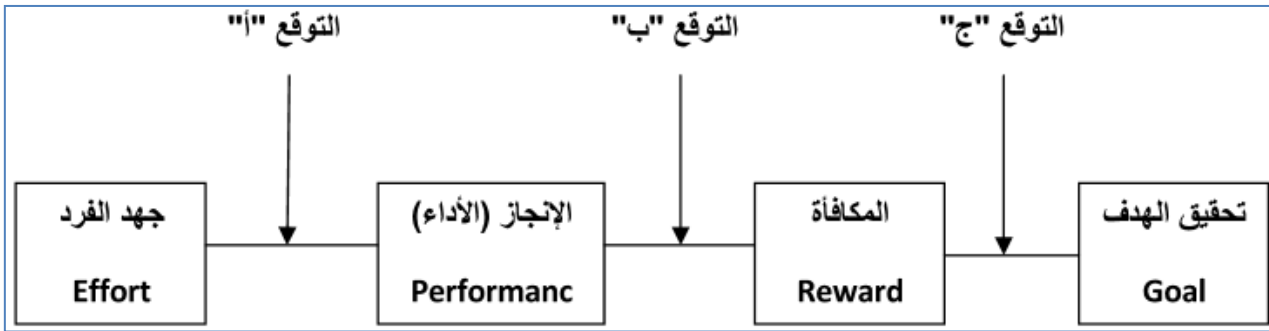 التوقع "أ"
التوقع "ب"
التوقع "ج"
جهد الفرد
Effort
الإنجاز (الأداء)
Performanc
المكافأة
Reward
تحقيق الهدف
Goal